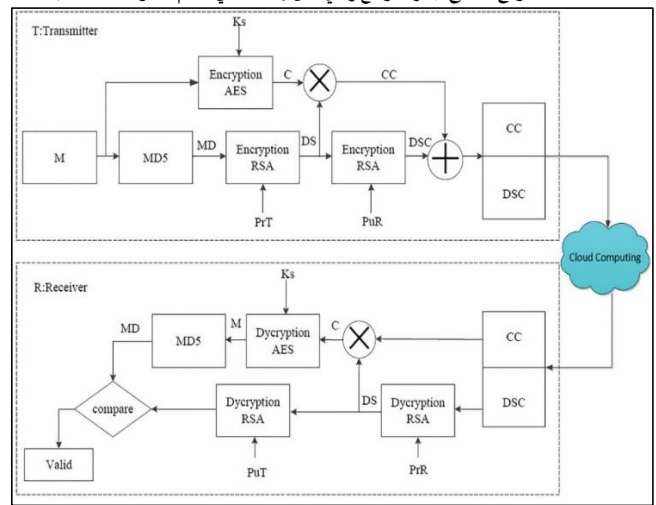 Ks
T:Transmitter
Encryption
AES
C
CC
M
MD5
MD
Encryption
RSA
DS
Encryption
RSA
DSC
CC
DSC
PrT
PuR
Cloud Computing
R:Receiver
Ks
MD
MD5
M
Dycryption
AES
C
CC
DSC
compare
Dycryption
RSA
DS
Dycryption
RSA
Valid
PuT
PrR